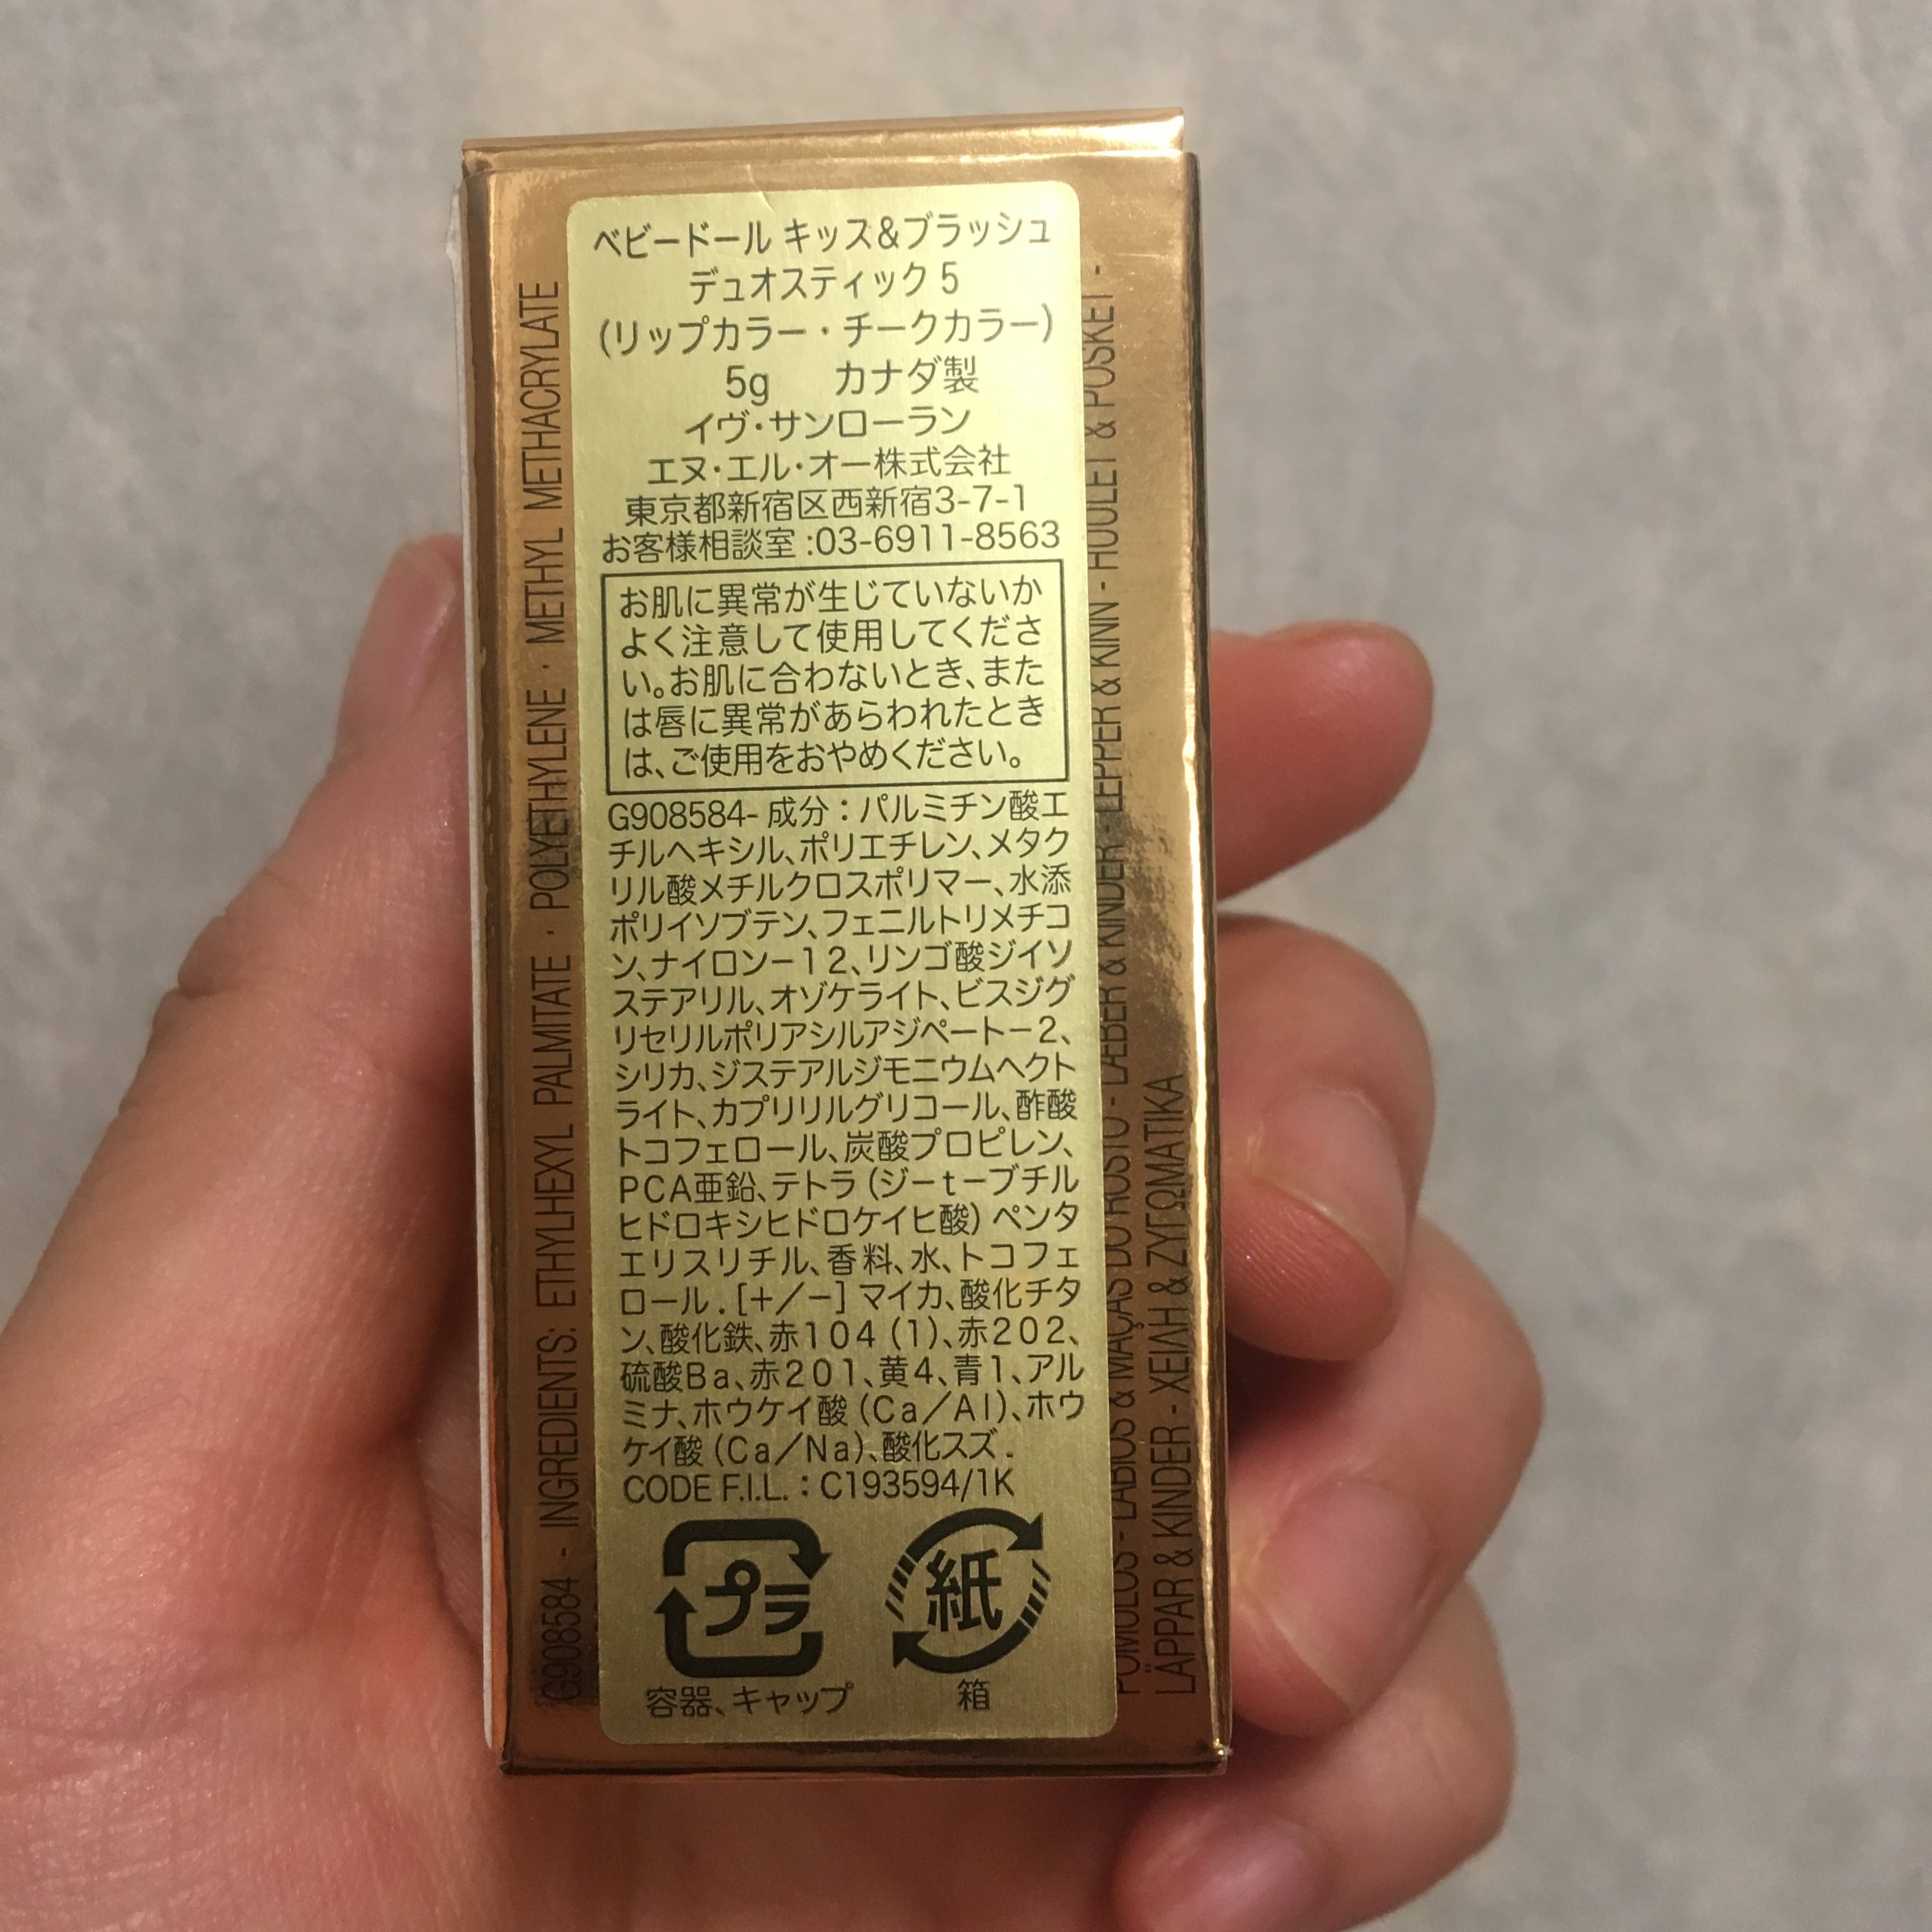 ベビードール キッス&ブラッシュ
デュオスティック 5
(リップカラー・チークカラー)
5g カナダ製
イヴ・サンローラン
エヌ・エル・オー株式会社
東京都新宿区西新宿3-7-1
お客様相談室:03-6911-8563
お肌に異常が生じていないか
よく注意して使用してくださ
い。お肌に合わないとき、また
は唇に異常があらわれたとき
は、ご使用をおやめください。
G908584- 成分:パルミチン酸エ
チルヘキシル、ポリエチレン、メタク
リル酸メチルクロスポリマー、水添
ポリイソブテン、フェニルトリメチコ
ン、ナイロン-12、リンゴ酸ジイソ
ステアリル、オゾケライト、ビスジグ
リセリルポリアシルアジペート-2、
シリカ、ジステアルジモニウムヘクト
ライト、カプリリルグリコール、酢酸
トコフェロール、炭酸プロピレン、
PCA亜鉛、テトラ(ジ-t-ブチル
ヒドロキシヒドロケイヒ酸)ペンタ
エリスリチル、香料、水、トコフェ
ロール.[+/-]マイカ、酸化チタ
ン、酸化鉄、赤104(1)、赤202、
硫酸Ba、赤201、黄4、青1、アル
ミナ、ホウケイ酸(Ca/Al)、ホウ
ケイ酸(Ca/Na)、酸化スズ.
CODE F.I.L.:C193594/1K
プラ
紙
容器、キャップ
箱
G908584 - INGREDIENTS: ETHYLHEXYL PALMITATE · POLYETHYLENE · METHYL METHACRYLATE
POMULOS - LABIOS & MAÇÃS DO ROSTO - LÆBER & KINDER - LEPPER & KINN - HUULET & POSKET -
LÄPPAR & KINDER - ΧΕΙΛΗ & ΖΥΓΩΜΑΤΙΚΑ